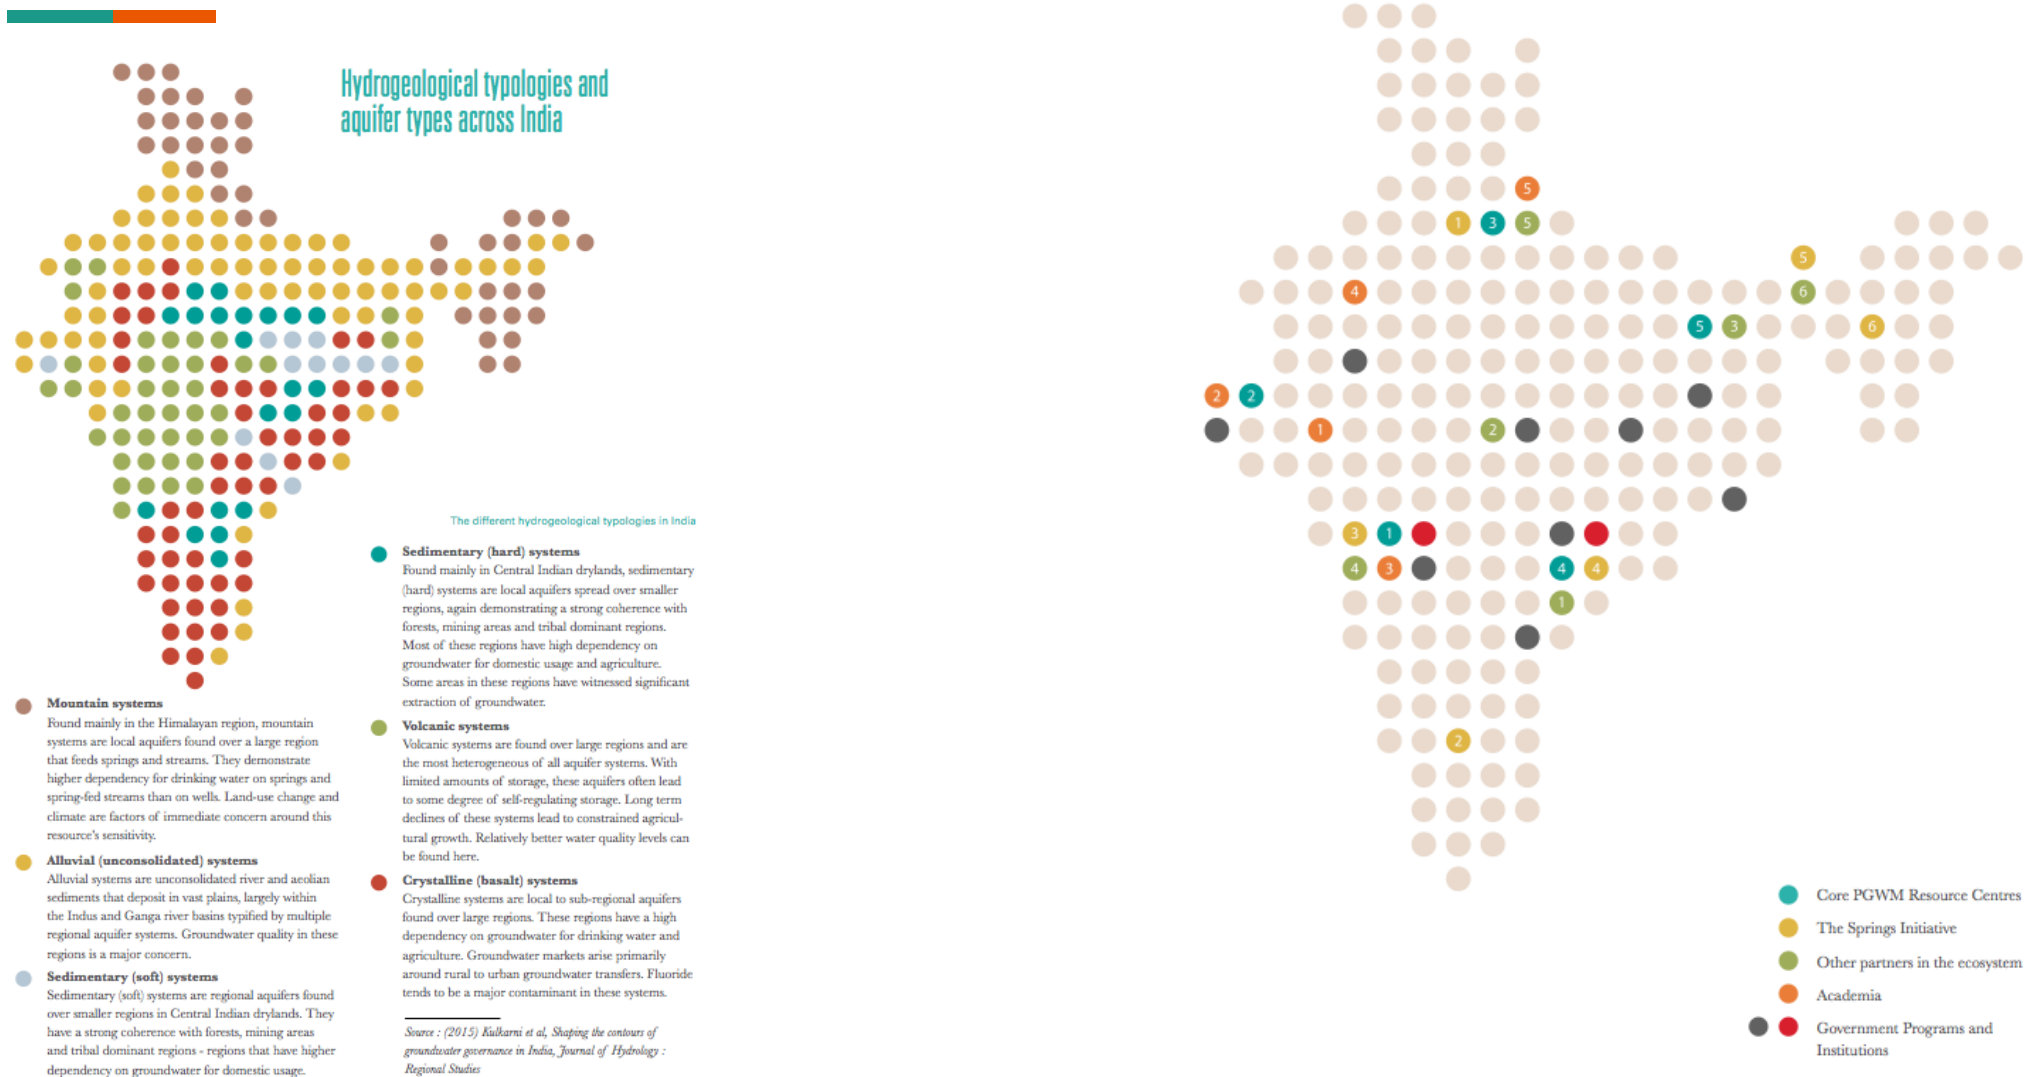 Hydrogeological typologies and
aquifer types across India
The different hydrogeological typologies in India
Mountain systems
Found mainly in the Himalayan region, mountain
systems are local aquifers found over a large region
that feeds springs and streams. They demonstrate
higher dependency for drinking water on springs and
spring-fed streams than on wells. Land-use change and
climate are factors of immediate concern around this
resource's sensitivity.
Alluvial (unconsolidated) systems
Alluvial systems are unconsolidated river and aeolian
sediments that deposit in vast plains, largely within
the Indus and Ganga river basins typified by multiple
regional aquifer systems. Groundwater quality in these
regions is a major concern.
Sedimentary (soft) systems
Sedimentary (soft) systems are regional aquifers found
over smaller regions in Central Indian drylands. They
have a strong coherence with forests, mining areas
and tribal dominant regions - regions that have higher
dependency on groundwater for domestic usage.
Sedimentary (hard) systems
Found mainly in Central Indian drylands, sedimentary
(hard) systems are local aquifers spread over smaller
regions, again demonstrating a strong coherence with
forests, mining areas and tribal dominant regions.
Most of these regions have high dependency on
groundwater for domestic usage and agriculture.
Some areas in these regions have witnessed significant
extraction of groundwater.
Volcanic systems
Volcanic systems are found over large regions and are
the most heterogeneous of all aquifer systems. With
limited amounts of storage, these aquifers often lead
to some degree of self-regulating storage. Long term
declines of these systems lead to constrained agricul-
tural growth. Relatively better water quality levels can
be found here.
Crystalline (basalt) systems
Crystalline systems are local to sub-regional aquifers
found over large regions. These regions have a high
dependency on groundwater for drinking water and
agriculture. Groundwater markets arise primarily
around rural to urban groundwater transfers. Fluoride
tends to be a major contaminant in these systems.
Source : (2015) Kulkarni et al, Shaping the contours of
groundwater governance in India, Journal of Hydrology :
Regional Studies
5
1 3 5
5
4 6
5 3 6
2 2
1 2
3 1
4 3 4 4
1
2
Core PGWM Resource Centres
The Springs Initiative
Other partners in the ecosystem
Academia
Government Programs and
Institutions